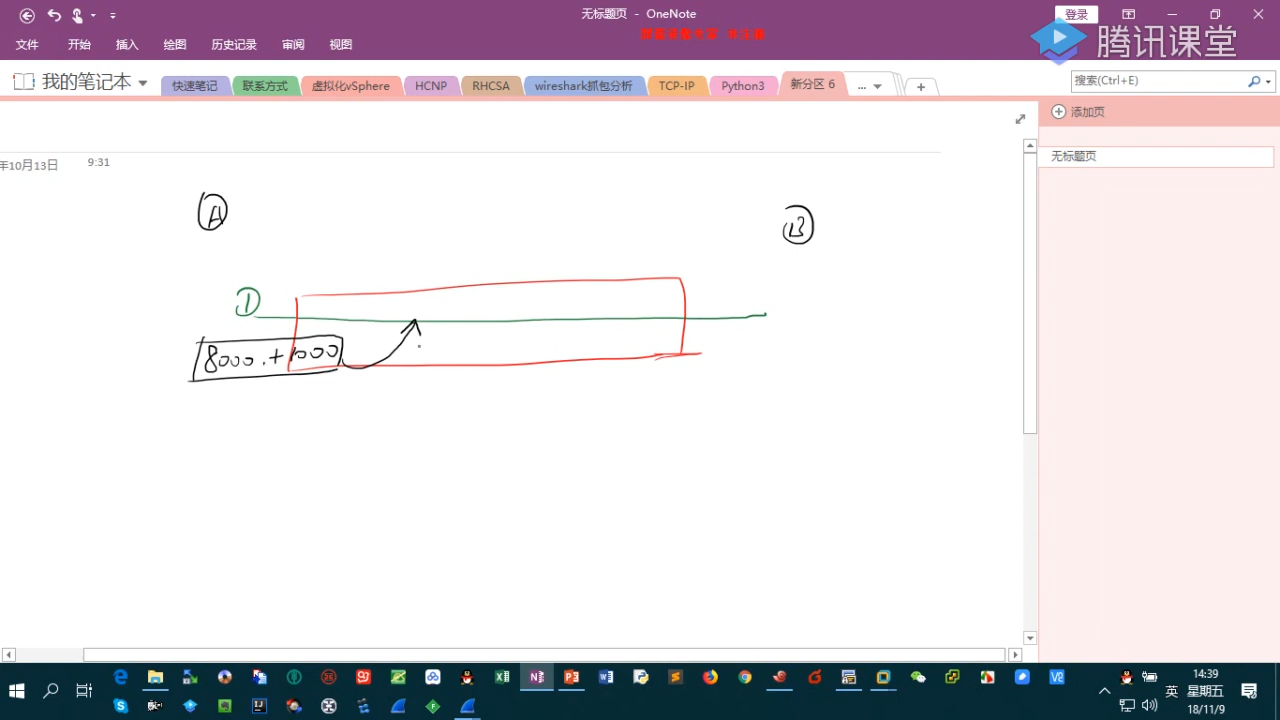 无标题页 - OneNote
登录
腾讯课堂
文件 开始 插入 绘图 历史记录 审阅 视图
我的笔记本
快速笔记 联系方式 虚拟化vSphere HCNP RHCSA wireshark抓包分析 TCP-IP Python3 新分区 6 ...
搜索(Ctrl+E)
添加页
无标题页
年10月13日 9:31
A
B
D
8000.+1000
14:39
英 星期五
18/11/9